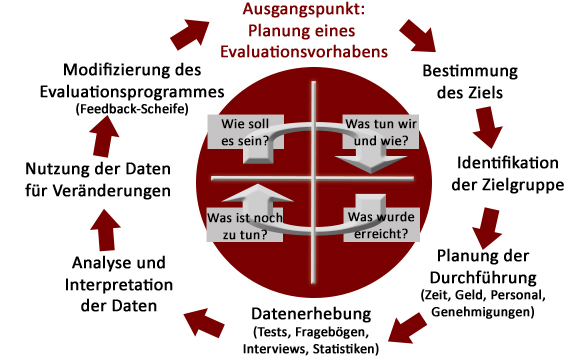 Ausgangspunkt:
Planung eines
Evaluationsvorhabens
Bestimmung
des Ziels
Identifikation
der Zielgruppe
Planung der
Durchführung
(Zeit, Geld, Personal,
Genehmigungen)
Datenerhebung
(Tests, Fragebögen,
Interviews, Statistiken)
Analyse und
Interpretation
der Daten
Nutzung der Daten
für Veränderungen
Modifizierung des
Evaluationsprogrammes
(Feedback-Scheife)
Wie soll
es sein?
Was tun wir
und wie?
Was wurde
erreicht?
Was ist noch
zu tun?